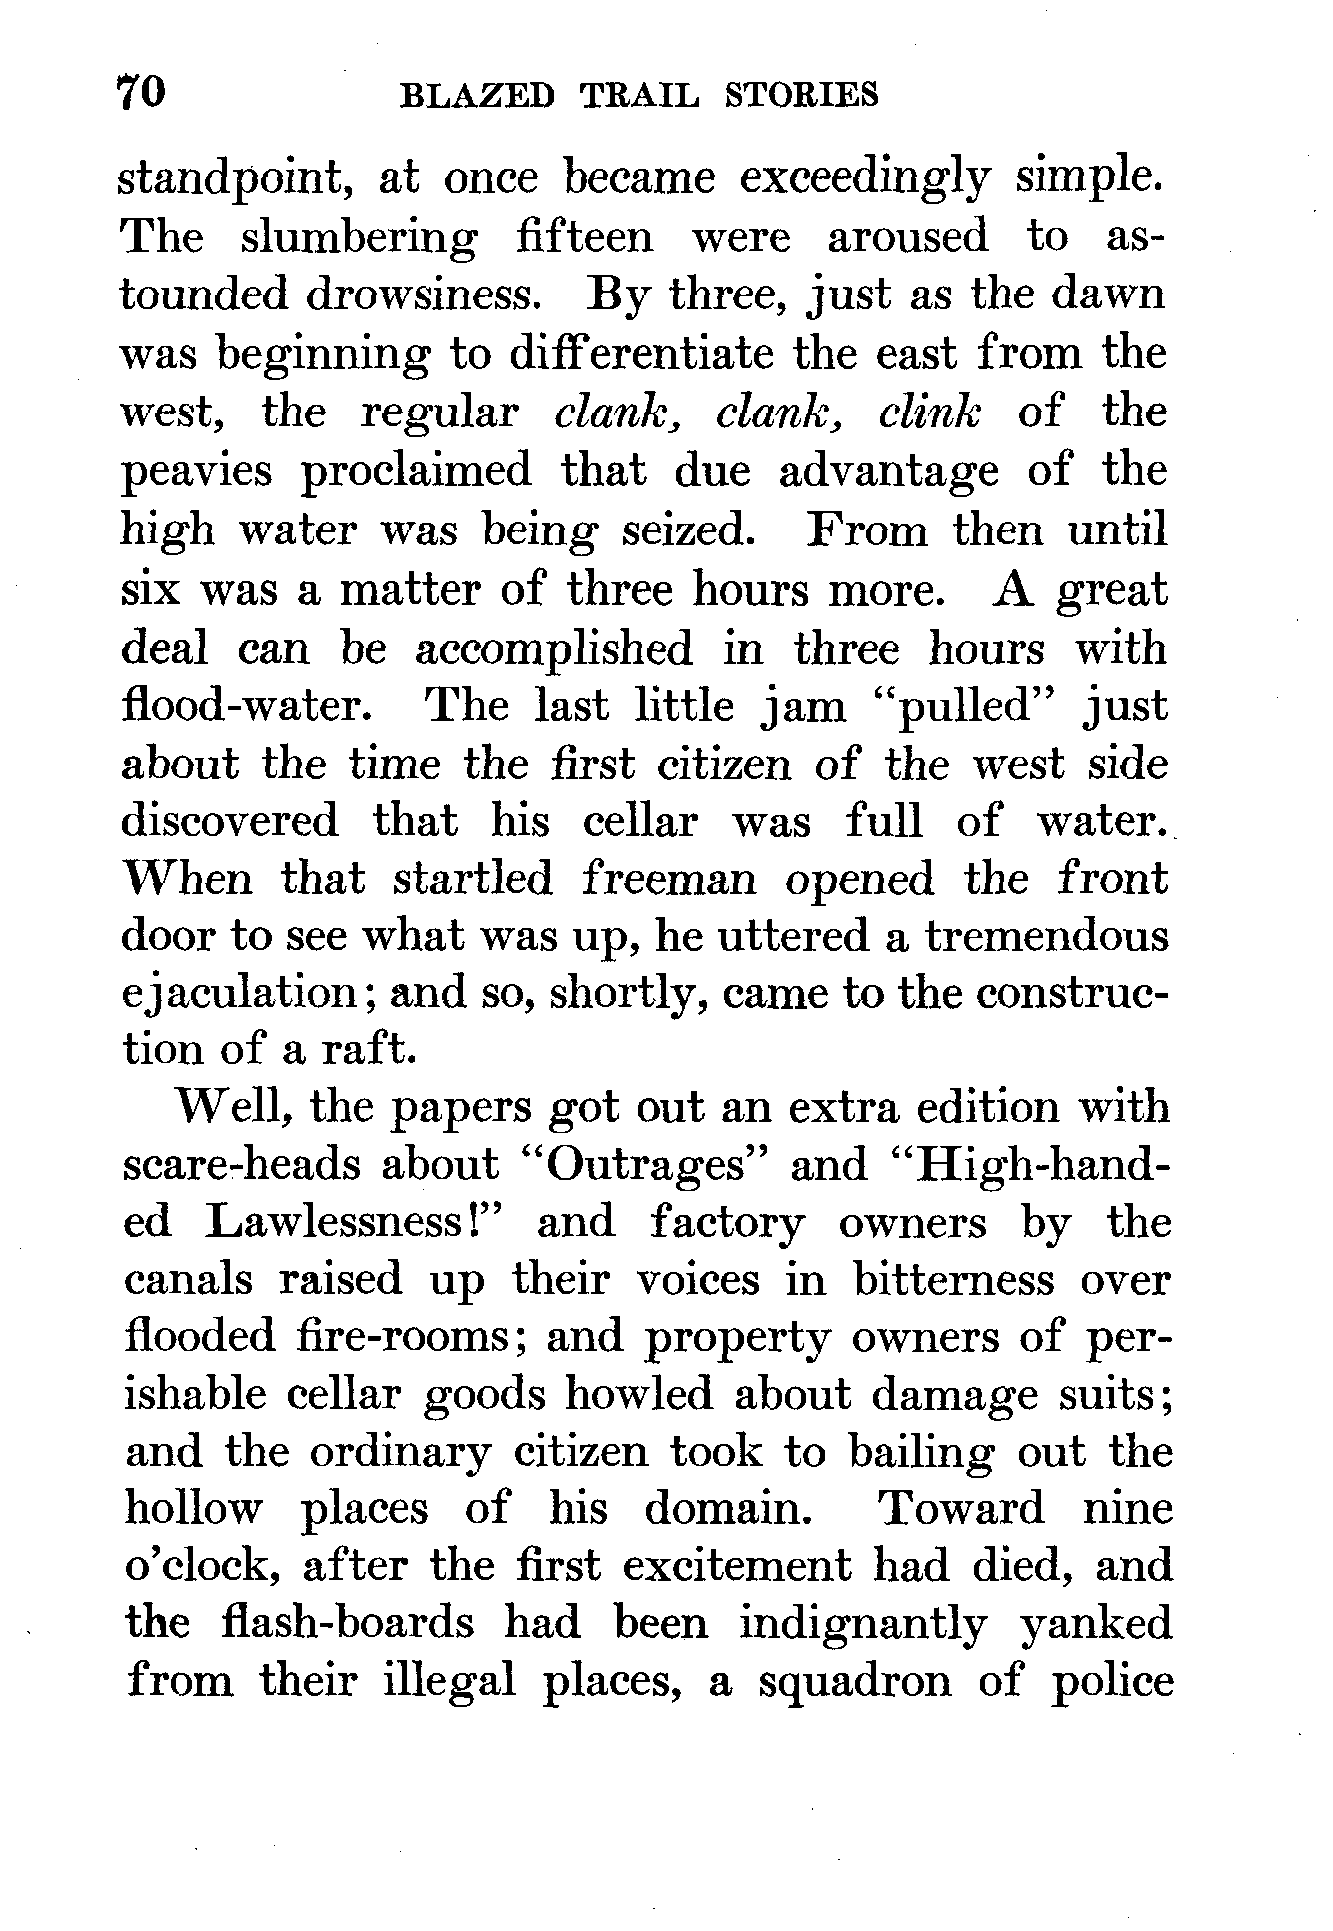 70 BLAZED TRAIL STORIES
standpoint, at once became exceedingly simple.
The slumbering fifteen were aroused to as-
tounded drowsiness. By three, just as the dawn
was beginning to differentiate the east from the
west, the regular clank, clank, clink of the
peavies proclaimed that due advantage of the
high water was being seized. From then until
six was a matter of three hours more. A great
deal can be accomplished in three hours with
flood-water. The last little jam “pulled” just
about the time the first citizen of the west side
discovered that his cellar was full of water.
When that startled freeman opened the front
door to see what was up, he uttered a tremendous
ejaculation; and so, shortly, came to the construc-
tion of a raft.
Well, the papers got out an extra edition with
scare-heads about “Outrages” and “High-hand-
ed Lawlessness!” and factory owners by the
canals raised up their voices in bitterness over
flooded fire-rooms; and property owners of per-
ishable cellar goods howled about damage suits;
and the ordinary citizen took to bailing out the
hollow places of his domain. Toward nine
o’clock, after the first excitement had died, and
the flash-boards had been indignantly yanked
from their illegal places, a squadron of police